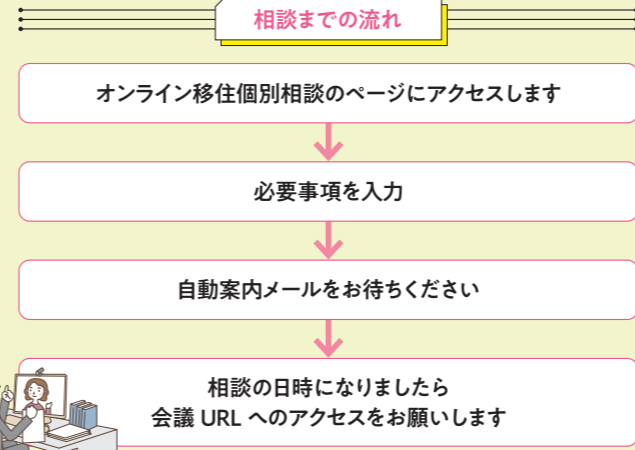 相談までの流れ
オンライン移住個別相談のページにアクセスします
必要事項を入力
自動案内メールをお待ちください
相談の日時になりましたら
会議 URL へのアクセスをお願いします